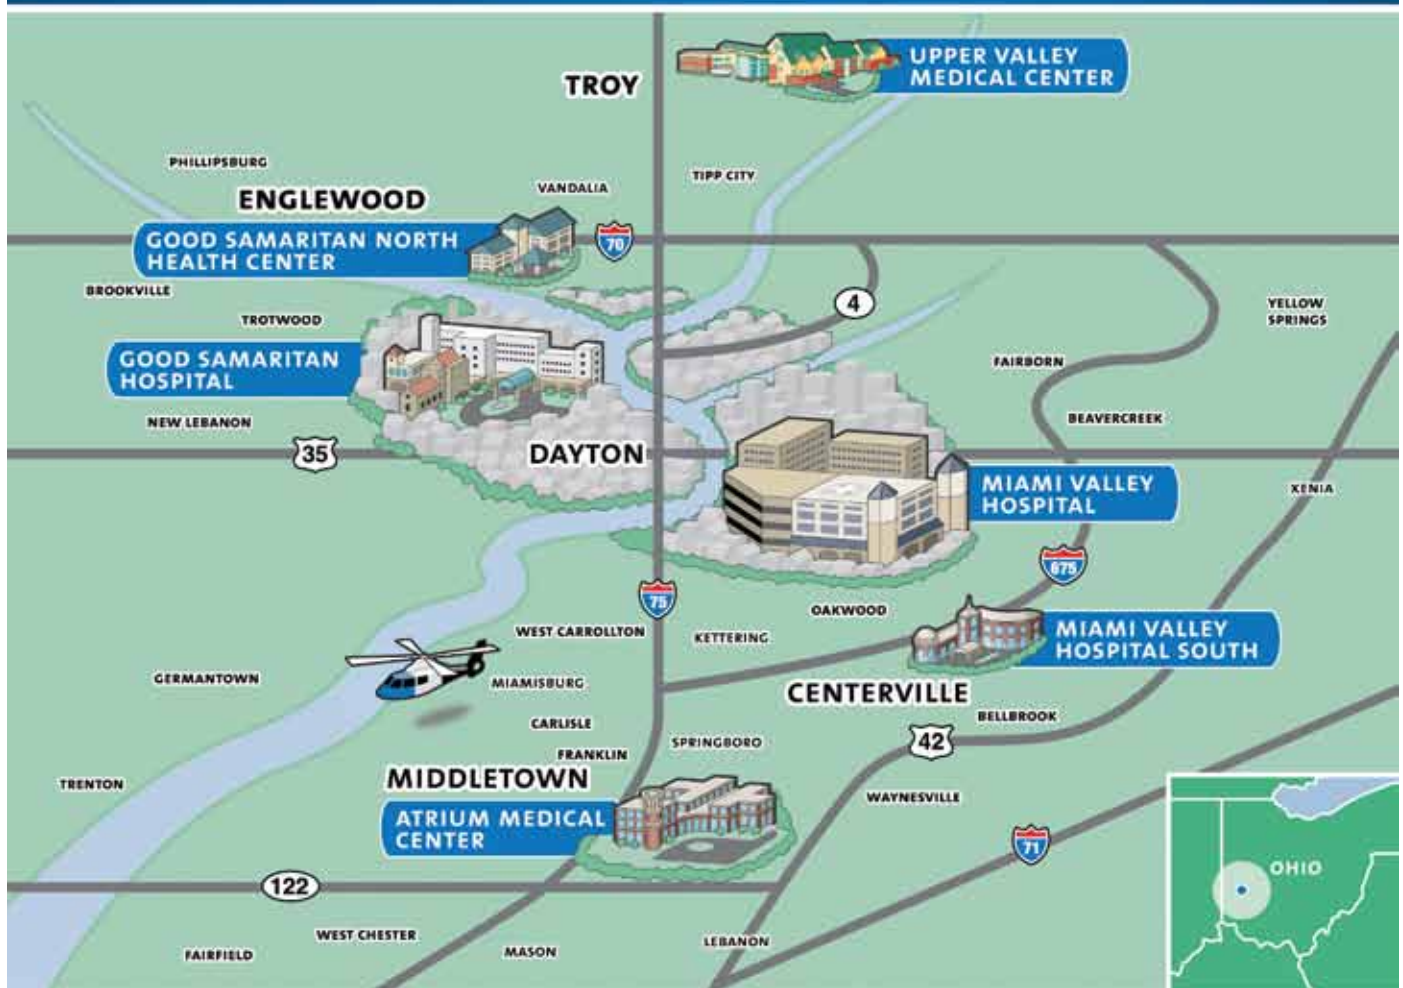 TROY
UPPER VALLEY
MEDICAL CENTER
PHILLIPSBURG
TIPP CITY
VANDALIA
ENGLEWOOD
GOOD SAMARITAN NORTH
HEALTH CENTER
70
BROOKVILLE
4
YELLOW
SPRINGS
TROTWOOD
GOOD SAMARITAN
HOSPITAL
FAIRBORN
NEW LEBANON
BEAVERCREEK
35
DAYTON
MIAMI VALLEY
HOSPITAL
XENIA
675
75
OAKWOOD
WEST CARROLLTON
KETTERING
MIAMI VALLEY
HOSPITAL SOUTH
GERMANTOWN
MIAMISBURG
CENTERVILLE
CARLISLE
BELLBROOK
FRANKLIN
SPRINGBORO
42
MIDDLETOWN
TRENTON
WAYNESVILLE
ATRIUM MEDICAL
CENTER
71
OHIO
122
WEST CHESTER
LEBANON
FAIRFIELD
MASON